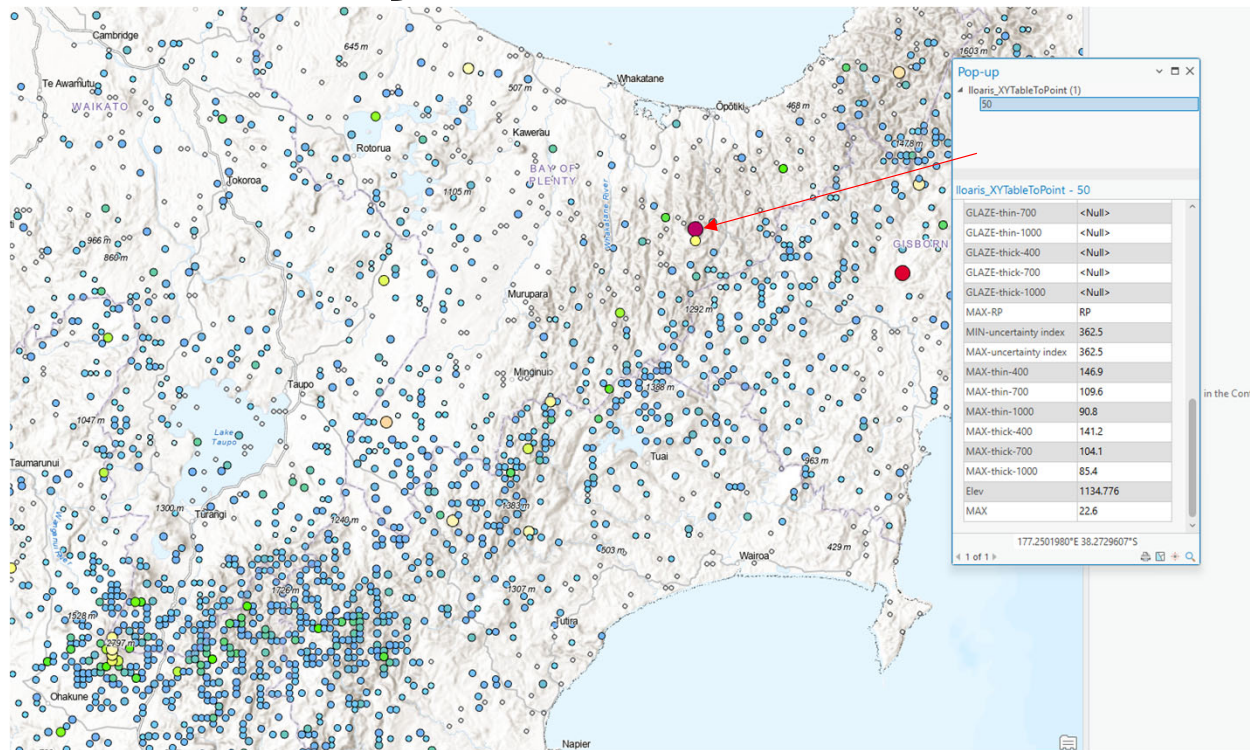 Cambridge
645 m
1603 m
Te Awamutu
WAIKATO
Whakatane
507 m
Ōpōtiki
468 m
Kawerau
1478 m
Rotorua
BAY OF
PLENTY
Tokoroa
1105 m
966 m
860 m
GISBORN
Murupara
1292 m
Minginui
1368 m
Taupo
1047 m
Lake
Taupo
Taumarunui
Tuai
963 m
1383 m
1300 m
Tūrangi
1240 m
503 m
Wairoa
429 m
1726 m
1307 m
1528 m
Tutira
2797 m
Ohakune
Napier
Pop-up
Iloaris_XYTableToPoint (1)
50
Iloaris_XYTableToPoint - 50
GLAZE-thin-700 <Null>
GLAZE-thin-1000 <Null>
GLAZE-thick-400 <Null>
GLAZE-thick-700 <Null>
GLAZE-thick-1000 <Null>
MAX-RP RP
MIN-uncertainty index 362.5
MAX-uncertainty index 362.5
MAX-thin-400 146.9
MAX-thin-700 109.6
MAX-thin-1000 90.8
MAX-thick-400 141.2
MAX-thick-700 104.1
MAX-thick-1000 85.4
Elev 1134.776
MAX 22.6
177.2501980°E 38.2729607°S
1 of 1
in the Con